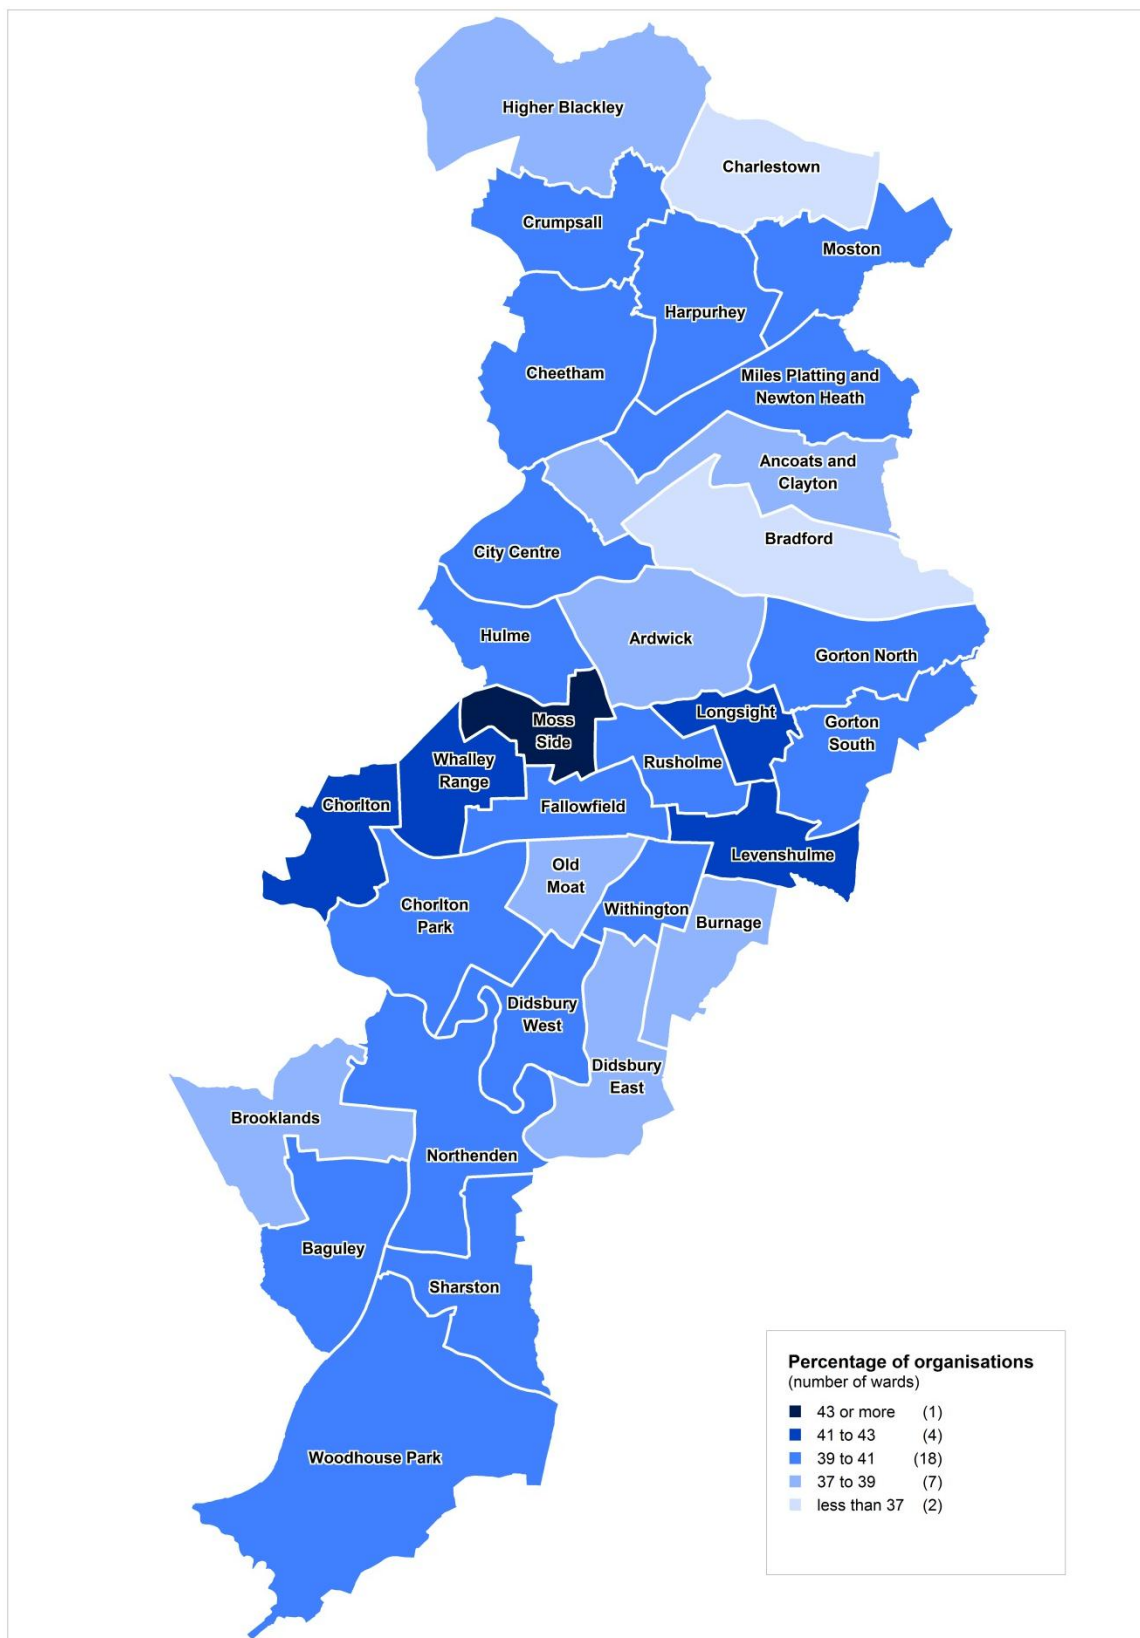 Higher Blackley
Charlestown
Crumpsall
Moston
Harpurhey
Cheetham
Miles Platting and
Newton Heath
Ancoats and
Clayton
Bradford
City Centre
Hulme
Ardwick
Gorton North
Longsight
Moss
Side
Gorton
South
Whalley
Range
Rusholme
Chorlton
Fallowfield
Levenshulme
Old
Moat
Chorlton
Park
Withington
Burnage
Didsbury
West
Didsbury
East
Brooklands
Northenden
Baguley
Sharston
Woodhouse Park
Percentage of organisations
(number of wards)
43 or more (1)
41 to 43 (4)
39 to 41 (18)
37 to 39 (7)
less than 37 (2)